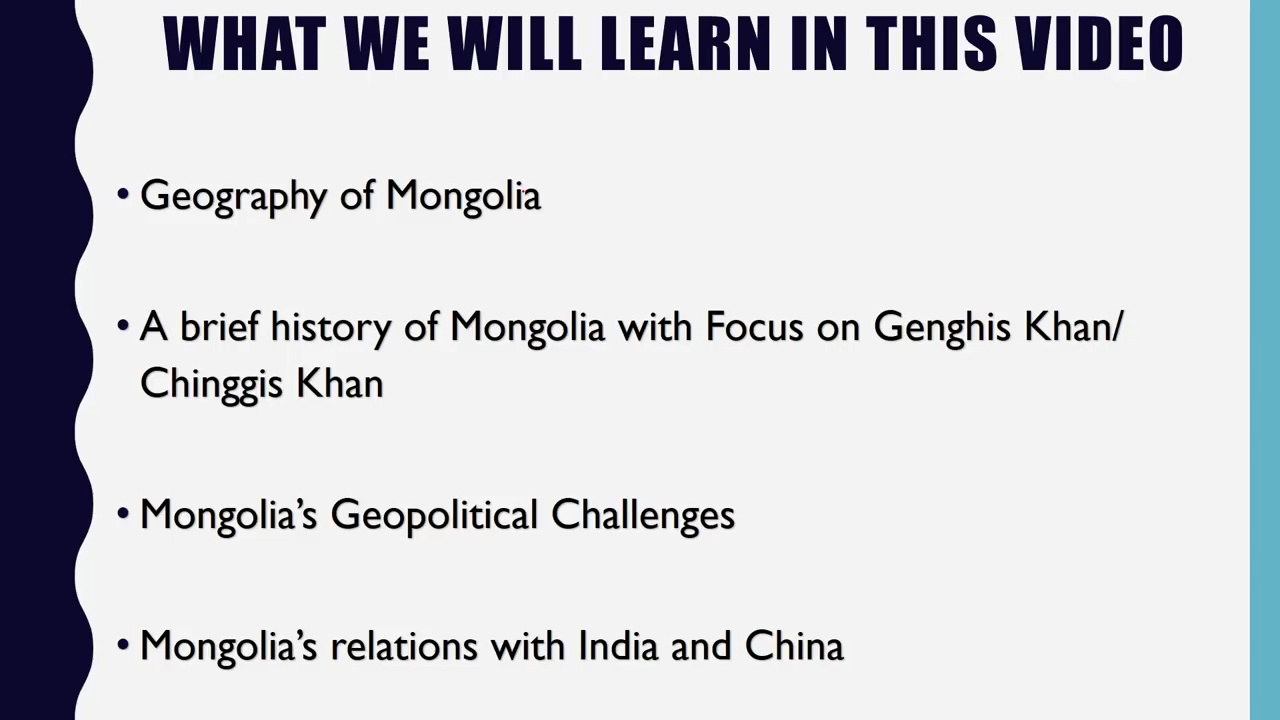 WHAT WE WILL LEARN IN THIS VIDEO
• Geography of Mongolia
• A brief history of Mongolia with Focus on Genghis Khan/
Chinggis Khan
• Mongolia’s Geopolitical Challenges
• Mongolia’s relations with India and China